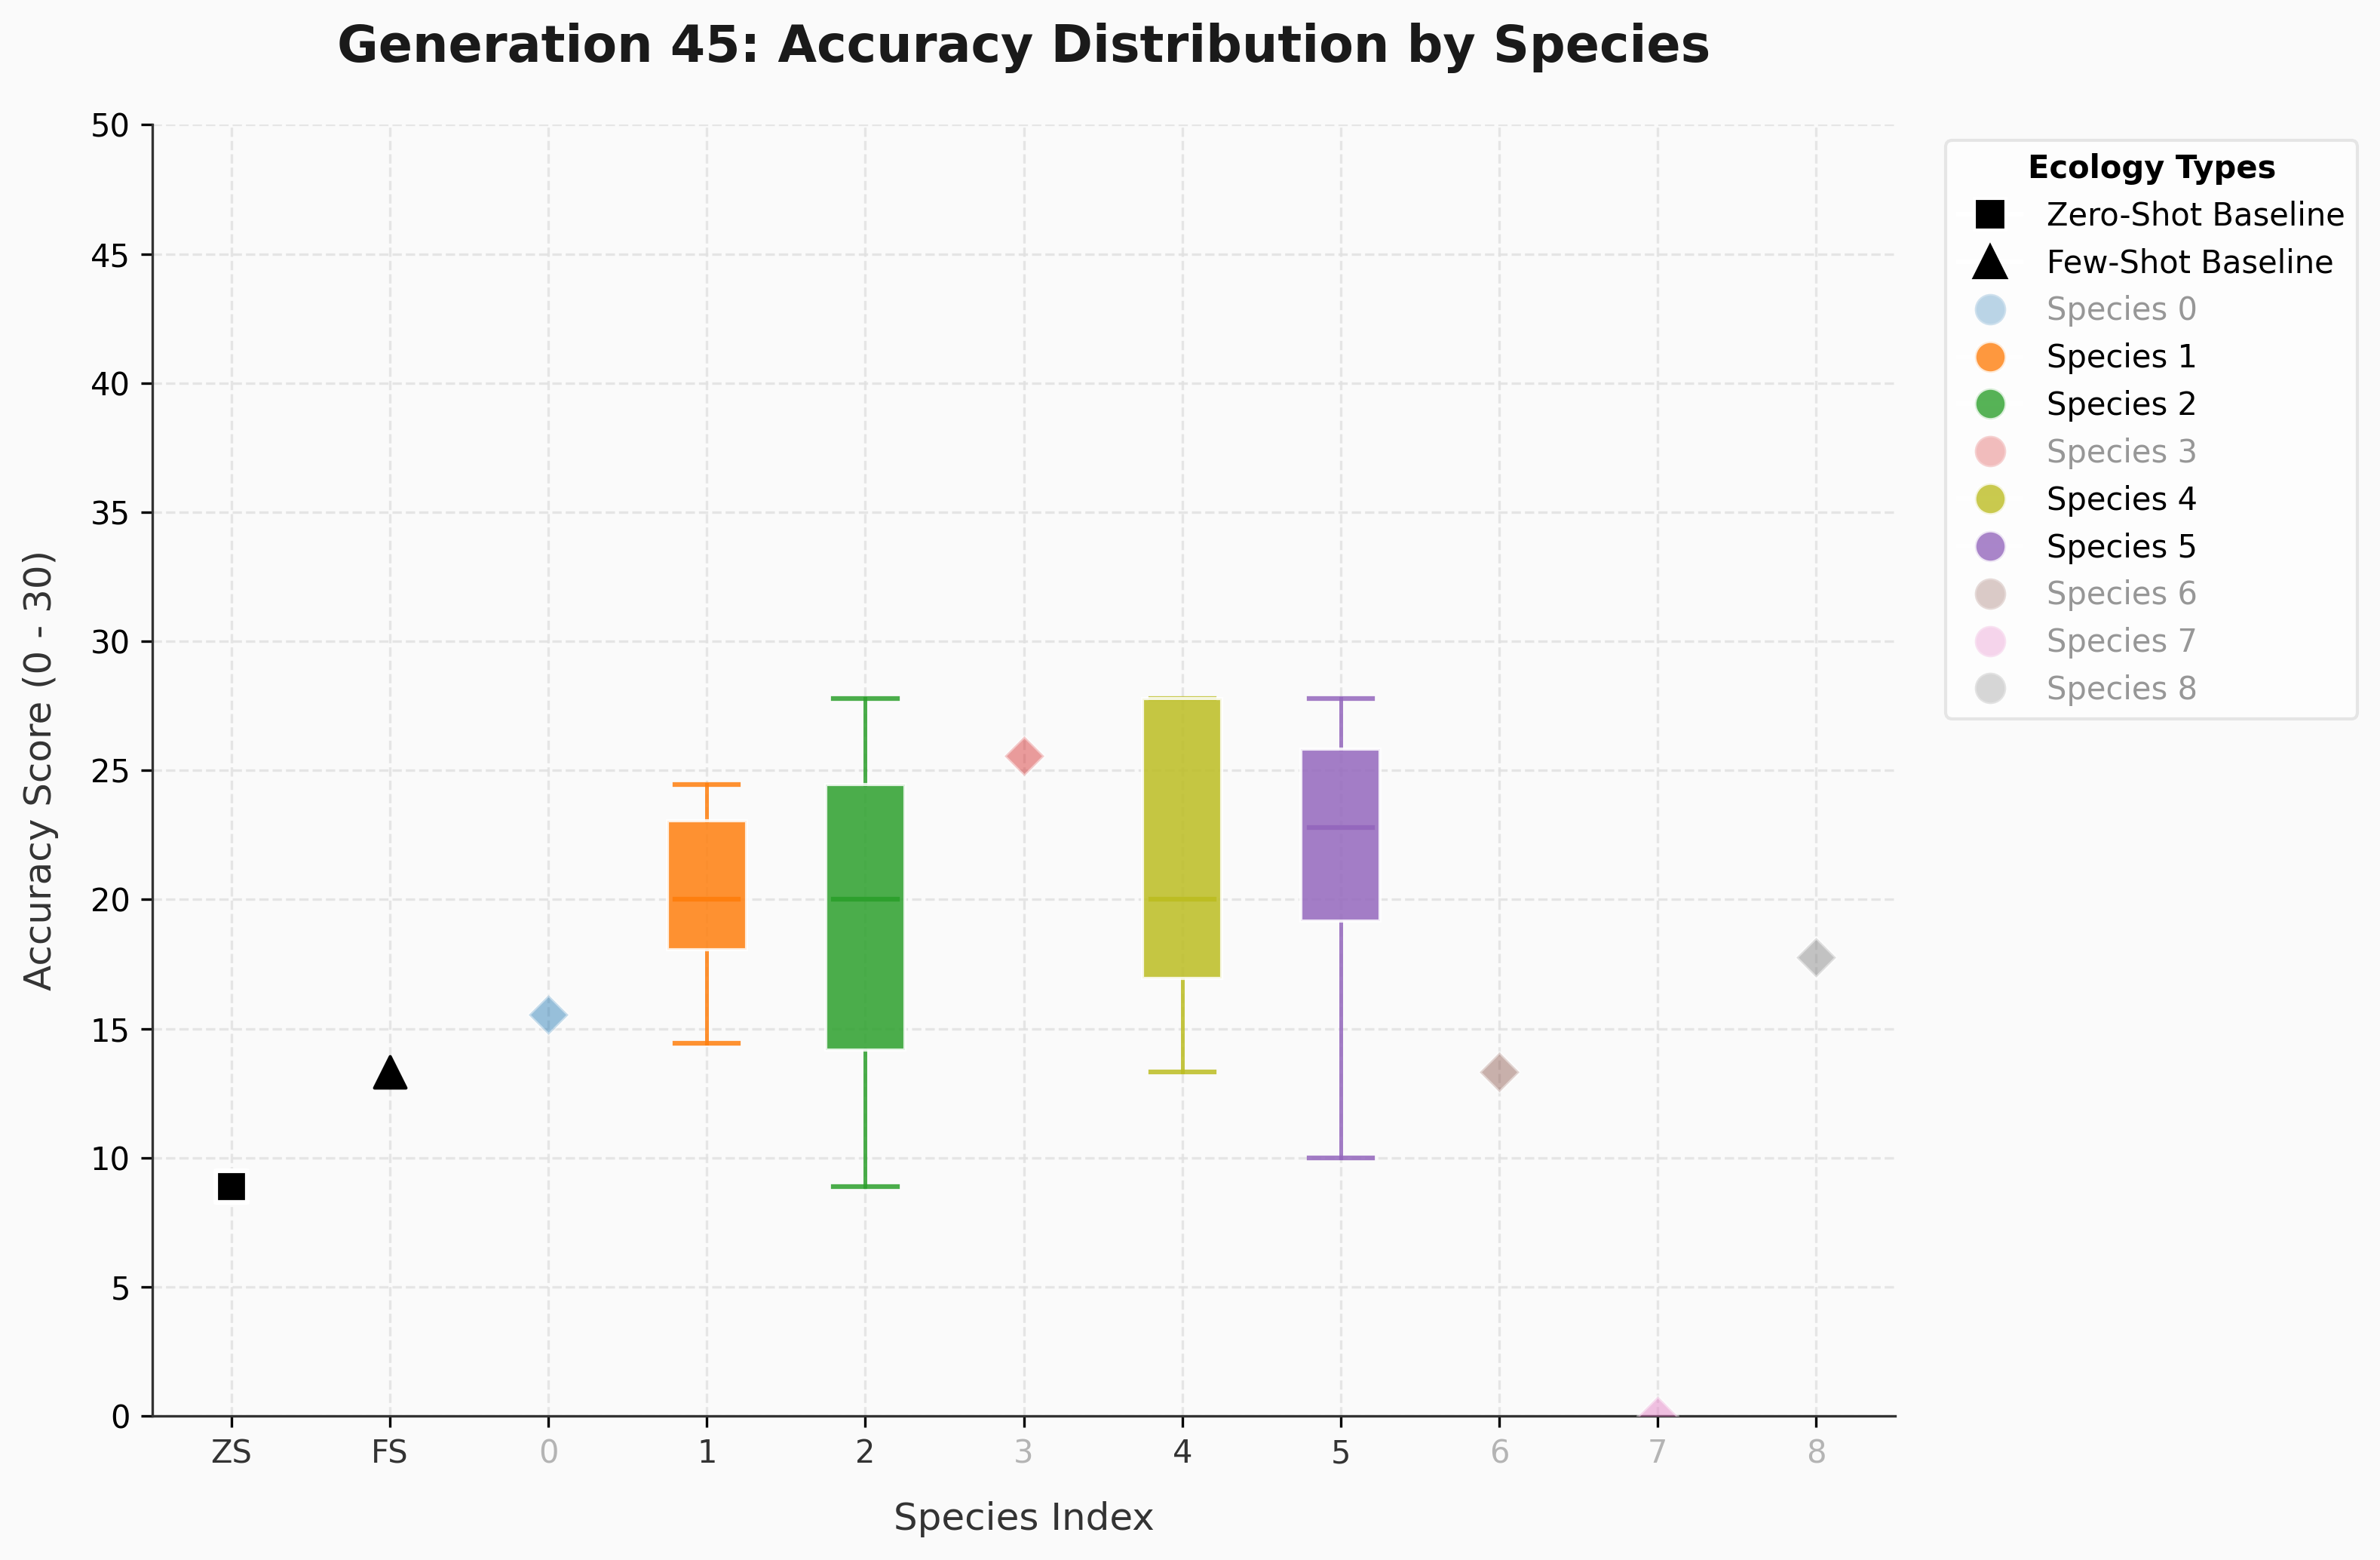 Generation 45: Accuracy Distribution by Species
50
45
40
35
30
25
20
15
10
5
0
Accuracy Score (0 - 30)
ZS FS 0 1 2 3 4 5 6 7 8
Species Index
Ecology Types
Zero-Shot Baseline
Few-Shot Baseline
Species 0
Species 1
Species 2
Species 3
Species 4
Species 5
Species 6
Species 7
Species 8